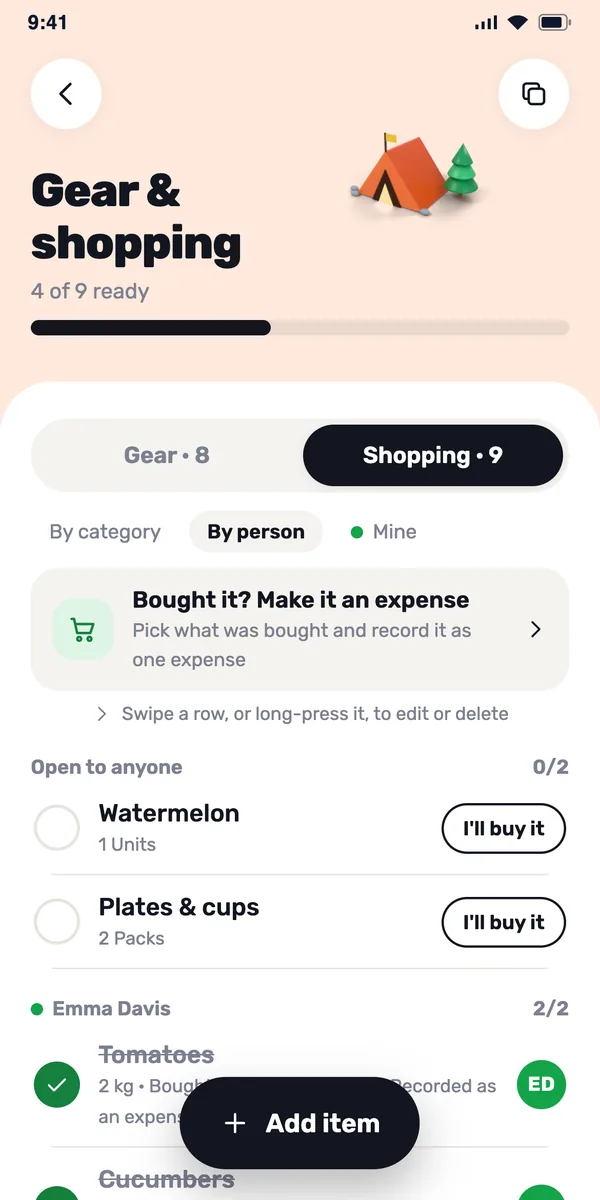 9:41
Gear &
shopping
4 of 9 ready
Gear • 8
Shopping • 9
By category
By person
Mine
Bought it? Make it an expense
Pick what was bought and record it as
one expense
Swipe a row, or long-press it, to edit or delete
Open to anyone
0/2
Watermelon
1 Units
I'll buy it
Plates & cups
2 Packs
I'll buy it
Emma Davis
2/2
Tomatoes
2 kg • Recorded as
an
ED
Add item
Cucumbers